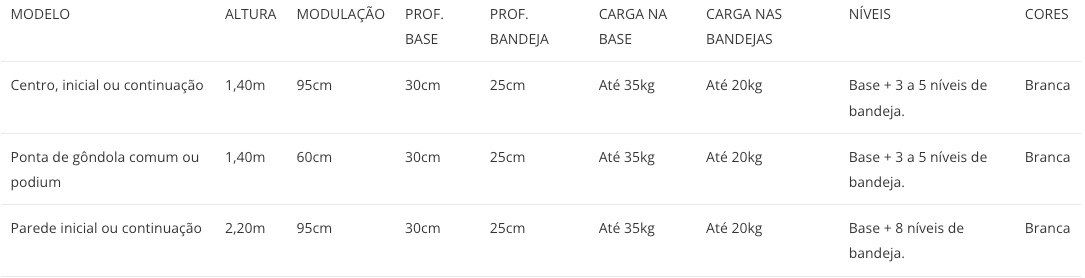 MODELO ALTURA MODULAÇÃO PROF. BASE PROF. BANDEJA CARGA NA BASE CARGA NAS BANDEJAS NÍVEIS CORES
Centro, inicial ou continuação 1,40m 95cm 30cm 25cm Até 35kg Até 20kg Base + 3 a 5 níveis de bandeja. Branca
Ponta de gôndola comum ou podium 1,40m 60cm 30cm 25cm Até 35kg Até 20kg Base + 3 a 5 níveis de bandeja. Branca
Parede inicial ou continuação 2,20m 95cm 30cm 25cm Até 35kg Até 20kg Base + 8 níveis de bandeja. Branca